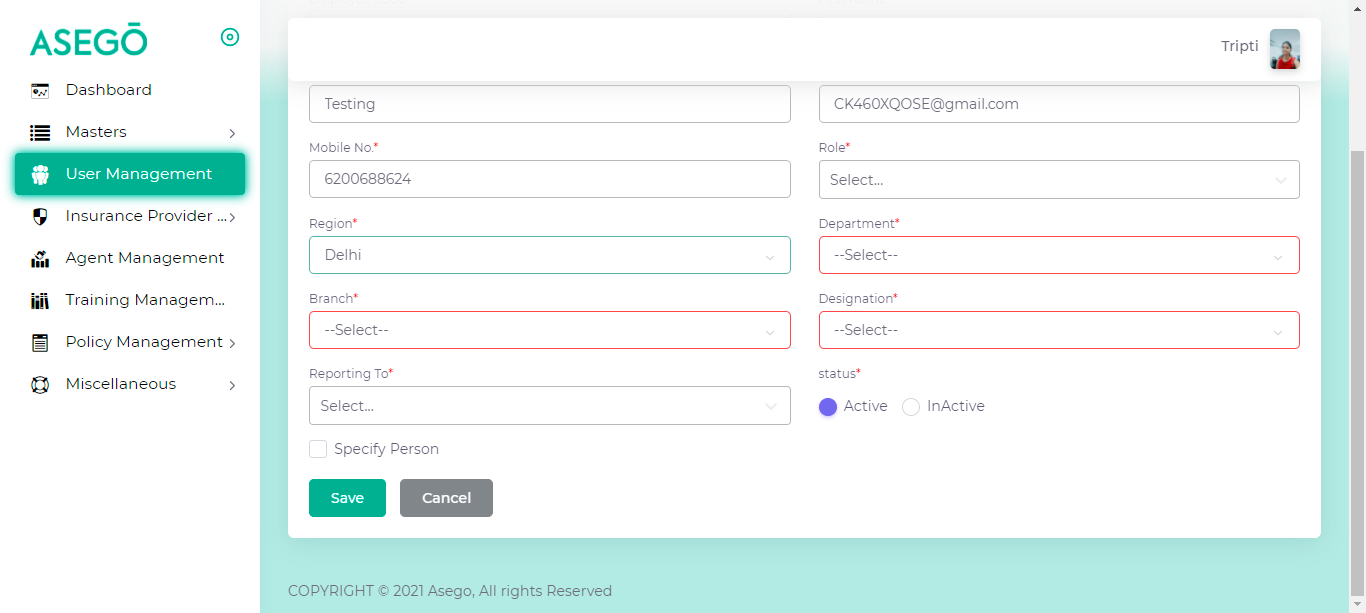 ASEGŌ
Tripti
Dashboard
Masters
User Management
Insurance Provider ...
Agent Management
Training Managem...
Policy Management
Miscellaneous
Testing
CK460XQOSE@gmail.com
Mobile No.*
Role*
6200688624
Select...
Region*
Department*
Delhi
--Select--
Branch*
Designation*
--Select--
--Select--
Reporting To*
status*
Select...
Active
InActive
Specify Person
Save
Cancel
COPYRIGHT © 2021 Asego, All rights Reserved